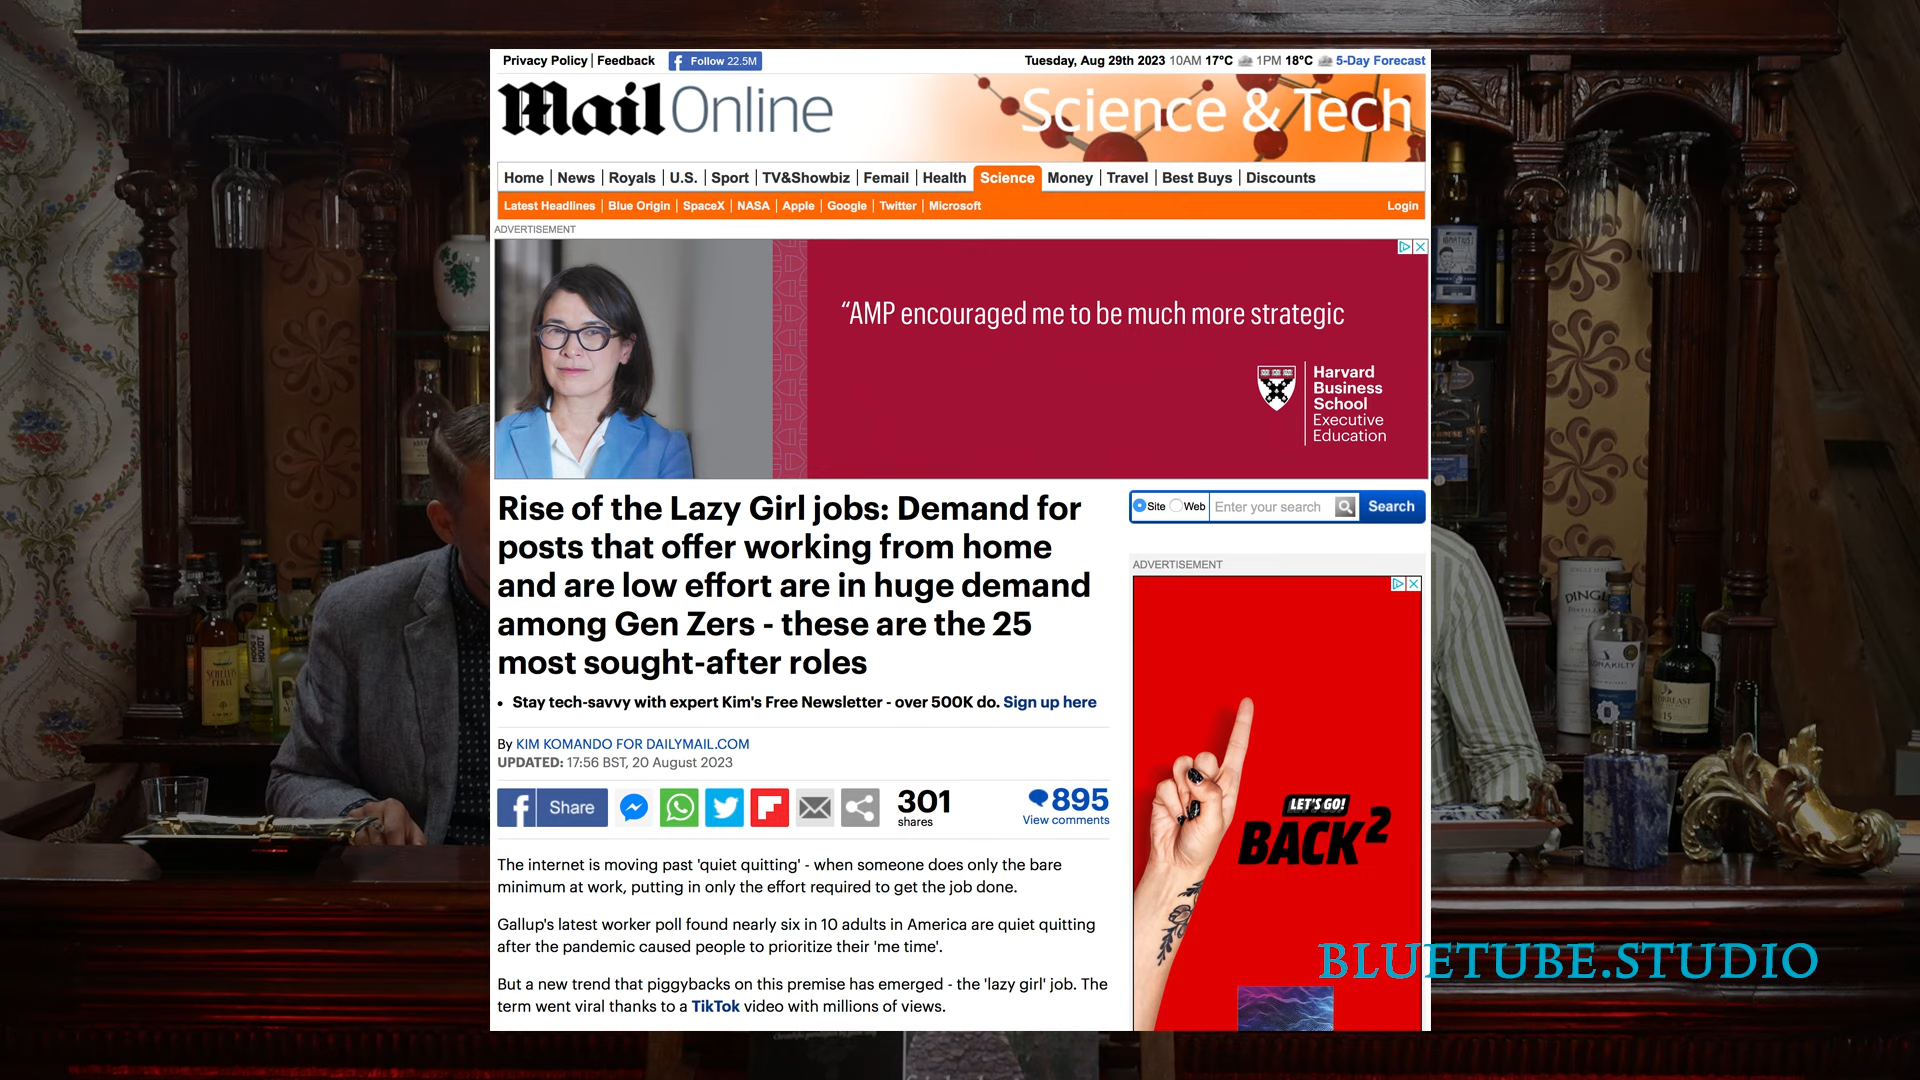 Privacy Policy | Feedback
Follow 22.5M
Tuesday, Aug 29th 2023 10AM 17°C 1PM 18°C 5-Day Forecast
Mail Online
Science & Tech
Home | News | Royals | U.S. | Sport | TV&Showbiz | Femail | Health | Science | Money | Travel | Best Buys | Discounts
Latest Headlines | Blue Origin | SpaceX | NASA | Apple | Google | Twitter | Microsoft
Login
ADVERTISEMENT
“AMP encouraged me to be much more strategic
Harvard
Business
School
Executive
Education
Rise of the Lazy Girl jobs: Demand for
posts that offer working from home
and are low effort are in huge demand
among Gen Zers - these are the 25
most sought-after roles
Site Web Enter your search Search
• Stay tech-savvy with expert Kim's Free Newsletter - over 500K do. Sign up here
By KIM KOMANDO FOR DAILYMAIL.COM
UPDATED: 17:56 BST, 20 August 2023
Share
301
shares
895
View comments
The internet is moving past 'quiet quitting' - when someone does only the bare
minimum at work, putting in only the effort required to get the job done.
Gallup's latest worker poll found nearly six in 10 adults in America are quiet quitting
after the pandemic caused people to prioritize their 'me time'.
But a new trend that piggybacks on this premise has emerged - the 'lazy girl' job. The
term went viral thanks to a TikTok video with millions of views.
ADVERTISEMENT
LET'S GO!
BACK²
SINGLE
DINGL
CLONAKILTY
15
BLUETUBE.STUDIO